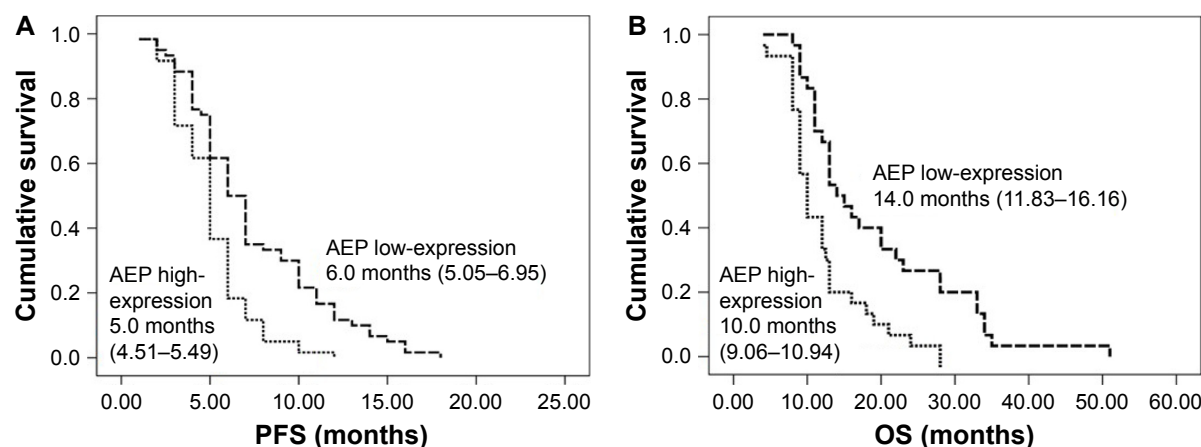 A
Cumulative survival
1.0
0.8
0.6
0.4
0.2
0.0
AEP low-expression
6.0 months (5.05–6.95)
AEP high-
expression
5.0 months
(4.51–5.49)
0.00 5.00 10.00 15.00 20.00 25.00
PFS (months)
B
Cumulative survival
1.0
0.8
0.6
0.4
0.2
0.0
AEP low-expression
14.0 months (11.83–16.16)
AEP high-
expression
10.0 months
(9.06–10.94)
0.00 10.00 20.00 30.00 40.00 50.00 60.00
OS (months)